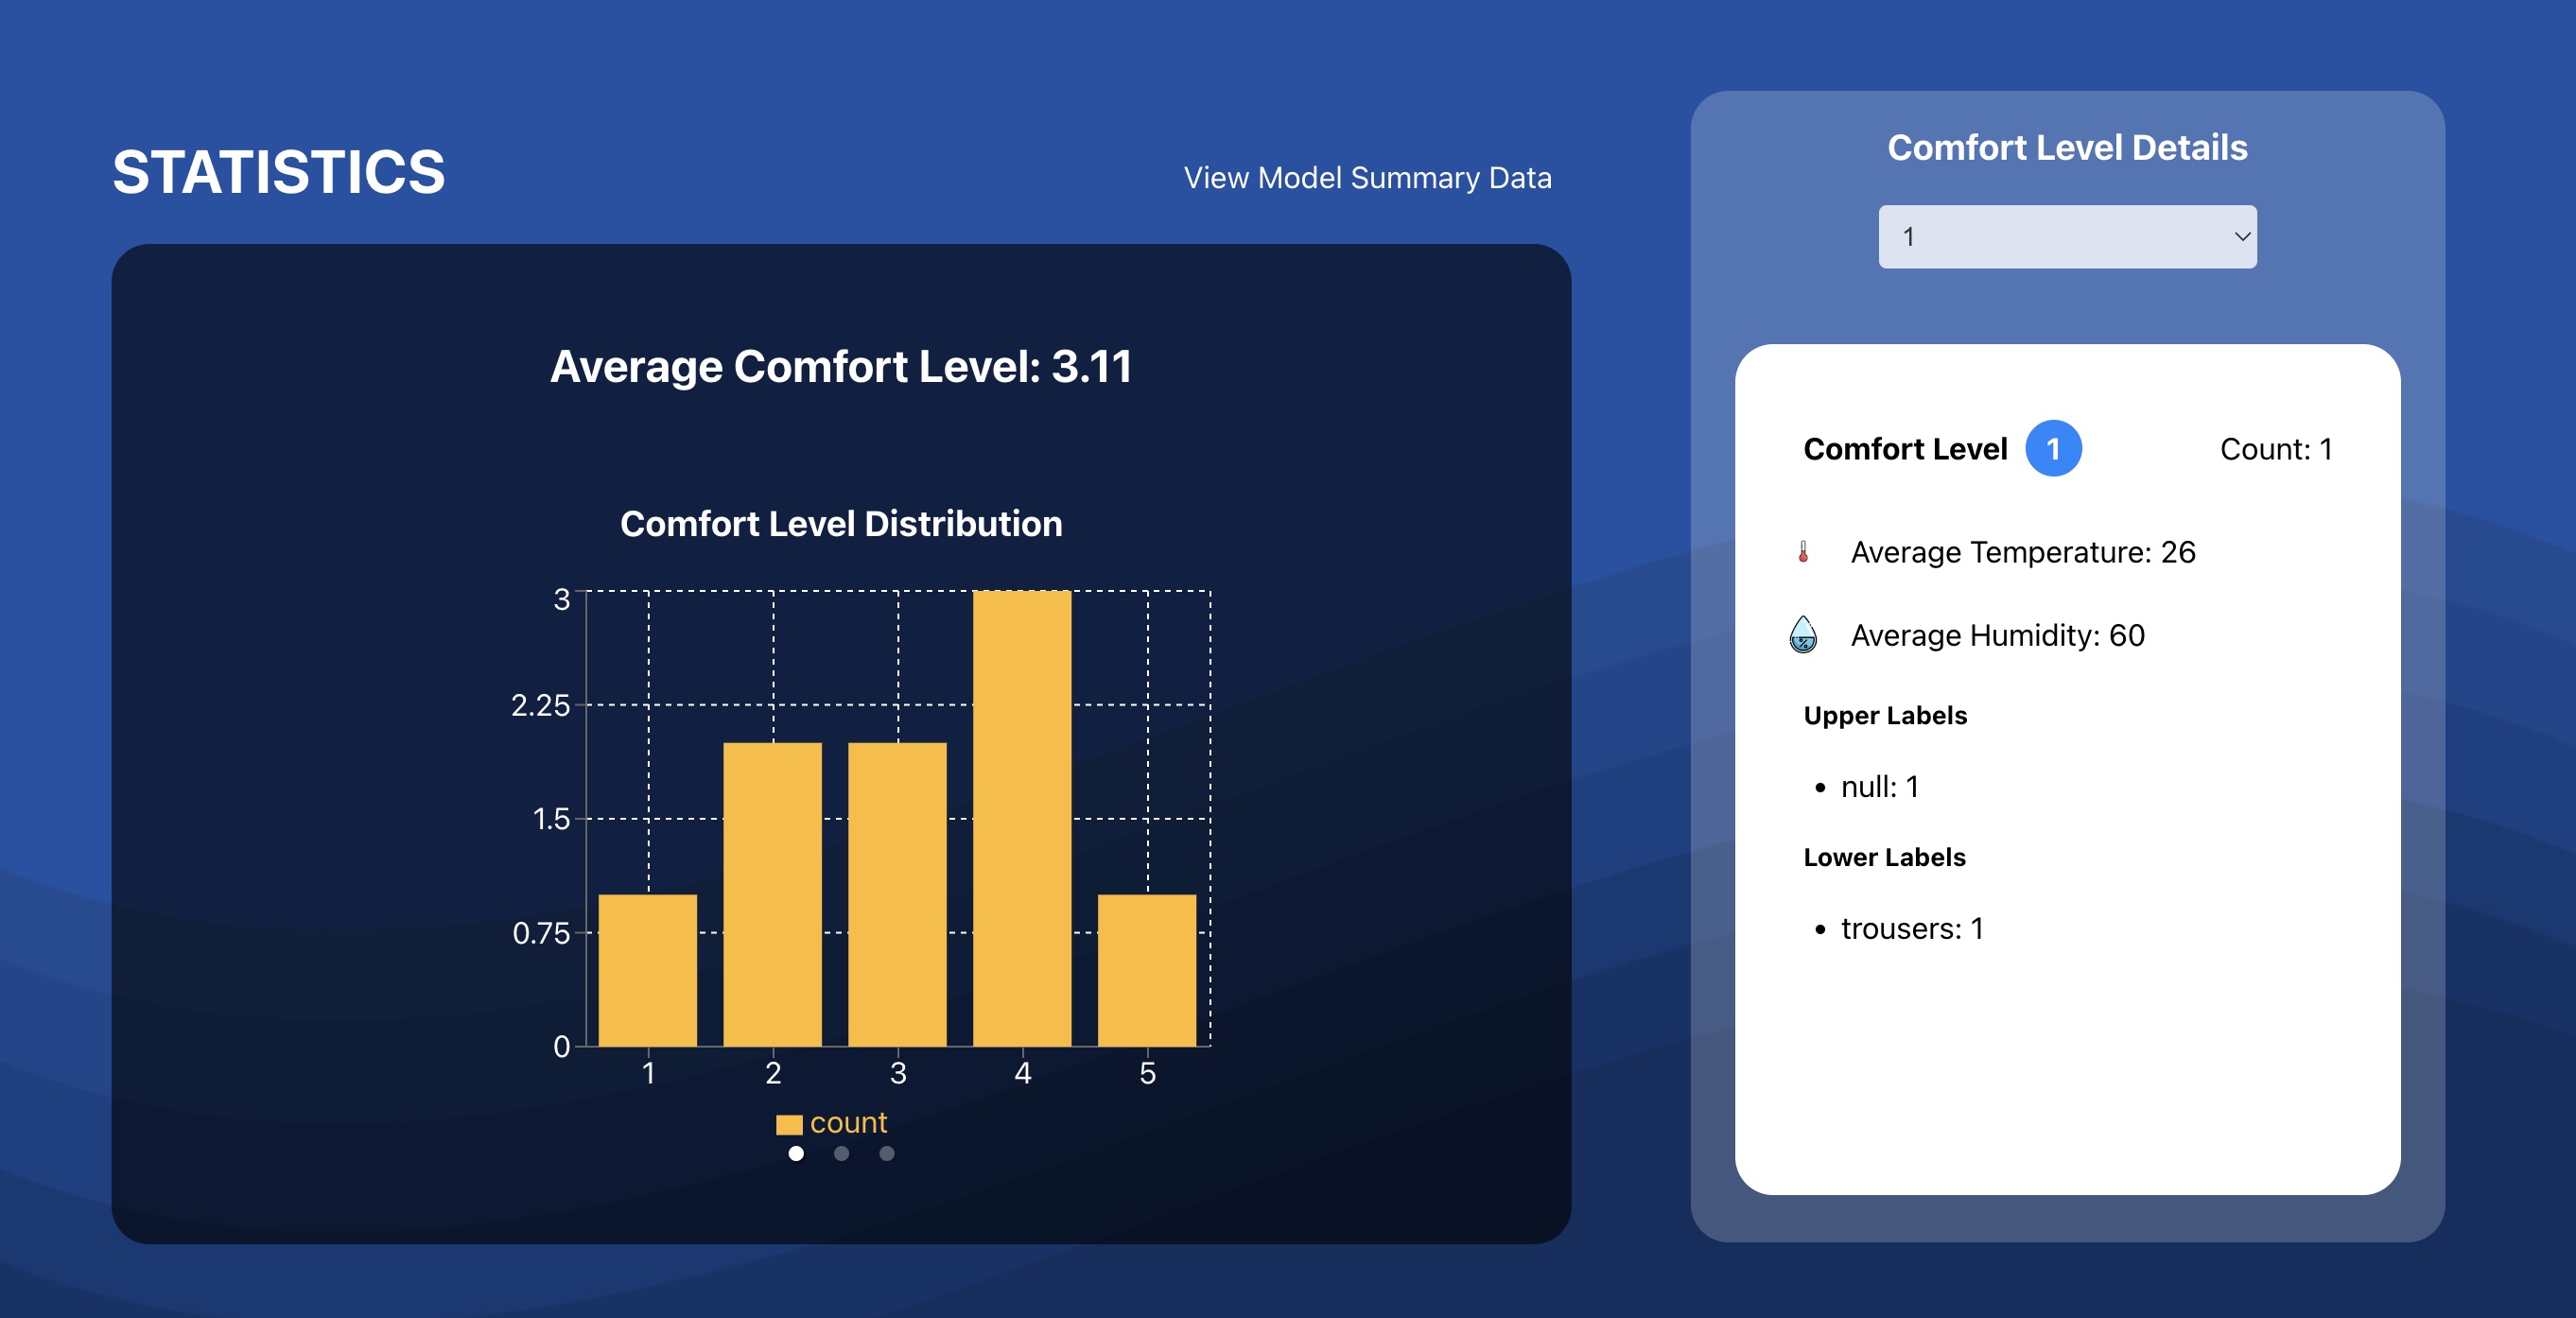 STATISTICS
View Model Summary Data
Average Comfort Level: 3.11
Comfort Level Distribution
3
2.25
1.5
0.75
0
1 2 3 4 5
count
Comfort Level Details
1
Comfort Level 1 Count: 1
Average Temperature: 26
Average Humidity: 60
Upper Labels
• null: 1
Lower Labels
• trousers: 1